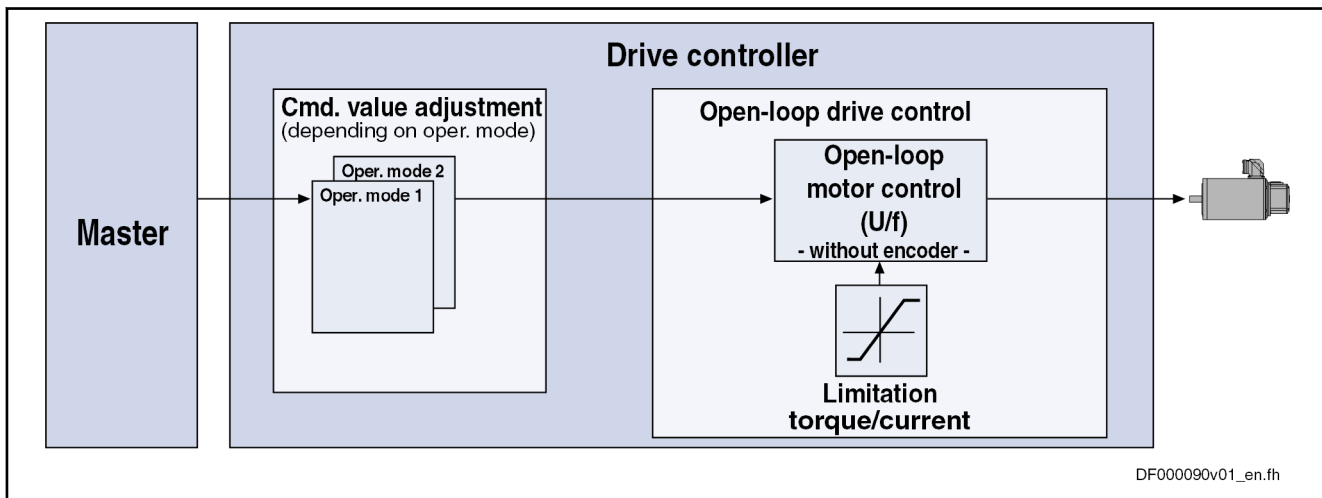 Drive controller
Master
Cmd. value adjustment
(depending on oper. mode)
Oper. mode 2
Oper. mode 1
Open-loop drive control
Open-loop
motor control
(U/f)
- without encoder -
Limitation
torque/current
DF000090v01_en.fh